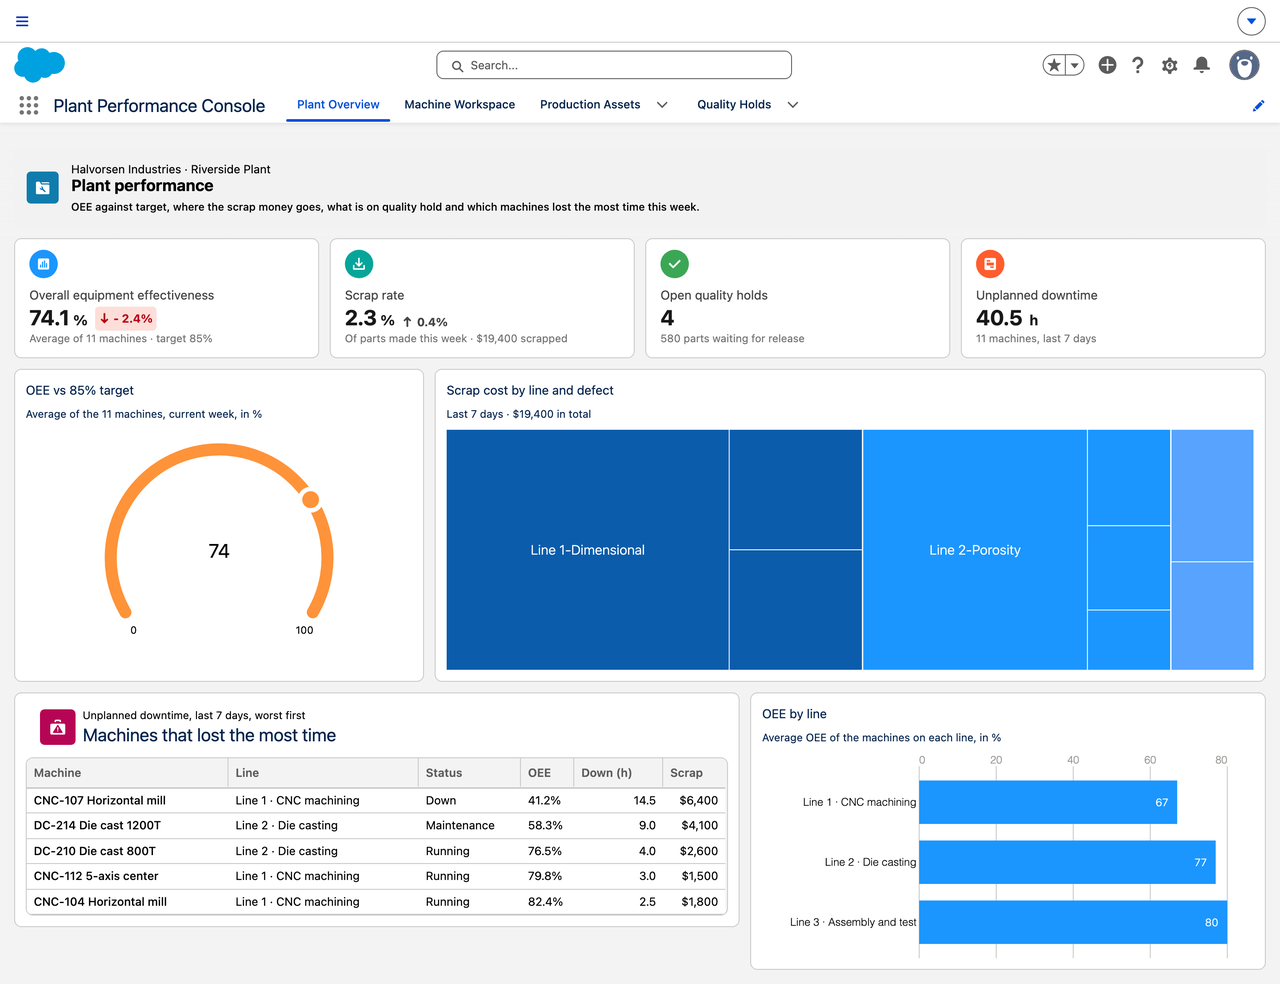 Search...
Plant Performance Console
Plant Overview
Machine Workspace
Production Assets
Quality Holds
Halvorsen Industries · Riverside Plant
Plant performance
OEE against target, where the scrap money goes, what is on quality hold and which machines lost the most time this week.
Overall equipment effectiveness
74.1 % ↓ - 2.4%
Average of 11 machines · target 85%
Scrap rate
2.3 % ↑ 0.4%
Of parts made this week · $19,400 scrapped
Open quality holds
4
580 parts waiting for release
Unplanned downtime
40.5 h
11 machines, last 7 days
OEE vs 85% target
Average of the 11 machines, current week, in %
74
0 100
Scrap cost by line and defect
Last 7 days · $19,400 in total
Line 1-Dimensional
Line 2-Porosity
Unplanned downtime, last 7 days, worst first
Machines that lost the most time
Machine Line Status OEE Down (h) Scrap
CNC-107 Horizontal mill Line 1 · CNC machining Down 41.2% 14.5 $6,400
DC-214 Die cast 1200T Line 2 · Die casting Maintenance 58.3% 9.0 $4,100
DC-210 Die cast 800T Line 2 · Die casting Running 76.5% 4.0 $2,600
CNC-112 5-axis center Line 1 · CNC machining Running 79.8% 3.0 $1,500
CNC-104 Horizontal mill Line 1 · CNC machining Running 82.4% 2.5 $1,800
OEE by line
Average OEE of the machines on each line, in %
0 20 40 60 80
Line 1 · CNC machining 67
Line 2 · Die casting 77
Line 3 · Assembly and test 80